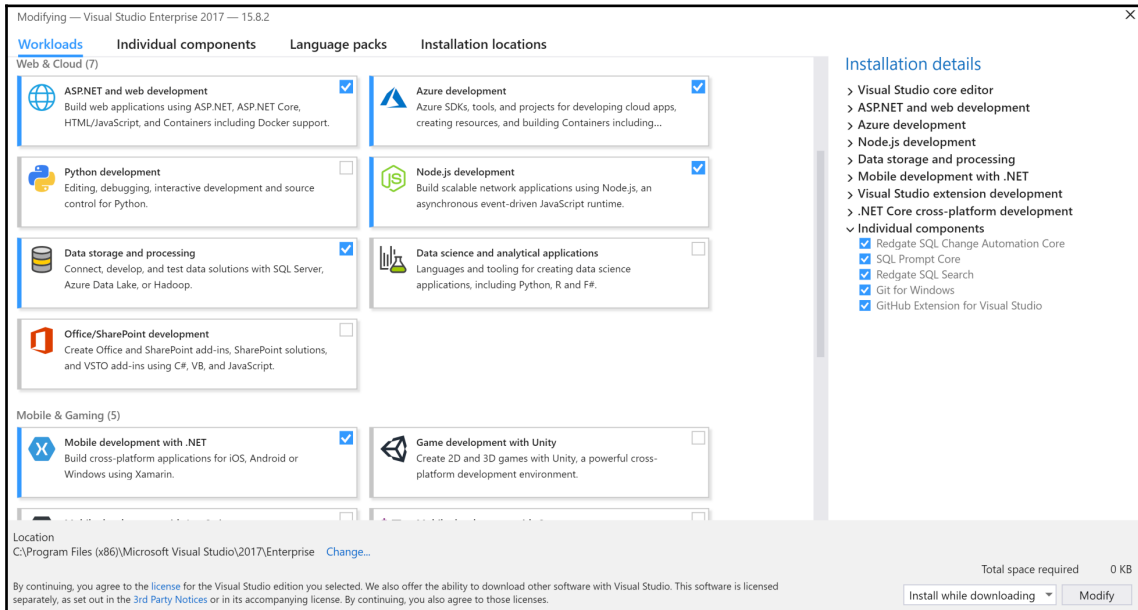 Modifying — Visual Studio Enterprise 2017 — 15.8.2
Workloads Individual components Language packs Installation locations
Web & Cloud (7)
ASP.NET and web development
Build web applications using ASP.NET, ASP.NET Core,
HTML/JavaScript, and Containers including Docker support.
Azure development
Azure SDKs, tools, and projects for developing cloud apps,
creating resources, and building Containers including...
Python development
Editing, debugging, interactive development and source
control for Python.
Node.js development
Build scalable network applications using Node.js, an
asynchronous event-driven JavaScript runtime.
Data storage and processing
Connect, develop, and test data solutions with SQL Server,
Azure Data Lake, or Hadoop.
Data science and analytical applications
Languages and tooling for creating data science
applications, including Python, R and F#.
Office/SharePoint development
Create Office and SharePoint add-ins, SharePoint solutions,
and VSTO add-ins using C#, VB, and JavaScript.
Mobile & Gaming (5)
Mobile development with .NET
Build cross-platform applications for iOS, Android or
Windows using Xamarin.
Game development with Unity
Create 2D and 3D games with Unity, a powerful cross-
platform development environment.
Installation details
Visual Studio core editor
ASP.NET and web development
Azure development
Node.js development
Data storage and processing
Mobile development with .NET
Visual Studio extension development
.NET Core cross-platform development
Individual components
Redgate SQL Change Automation Core
SQL Prompt Core
Redgate SQL Search
Git for Windows
GitHub Extension for Visual Studio
Location
C:\Program Files (x86)\Microsoft Visual Studio\2017\Enterprise Change...
By continuing, you agree to the license for the Visual Studio edition you selected. We also offer the ability to download other software with Visual Studio. This software is licensed
separately, as set out in the 3rd Party Notices or in its accompanying license. By continuing, you also agree to those licenses.
Total space required 0 KB
Install while downloading Modify